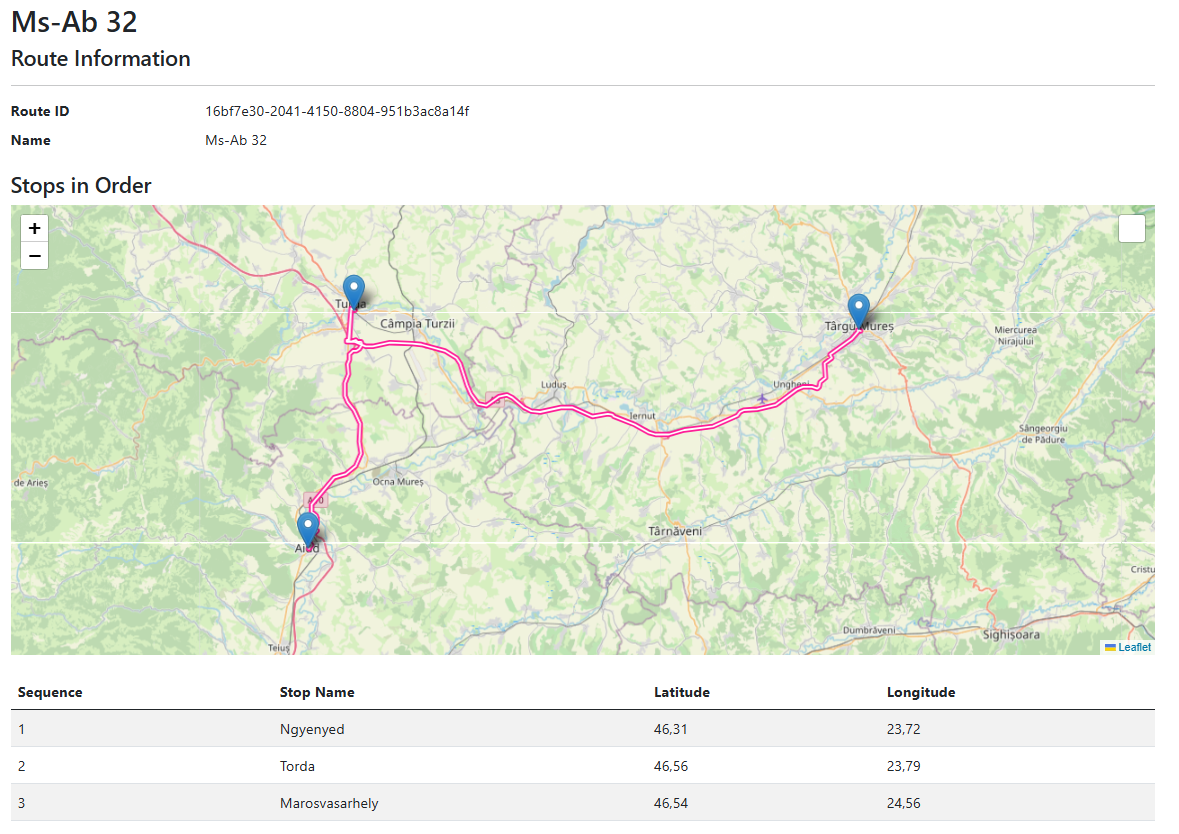 Ms-Ab 32
Route Information
Route ID 16bf7e30-2041-4150-8804-951b3ac8a14f
Name Ms-Ab 32
Stops in Order
+
−
Câmpia Turzii
Târgu Mureș
Miercurea
Nirajului
Luduș
Ungheni
Iernut
Sângeorgiu
de Pădure
de Arieș
Ocna Mureș
Târnăveni
Aiud
Cristu
Dumbrăveni
Sighișoara
Teiuș
Leaflet
Sequence Stop Name Latitude Longitude
1 Ngyenyed 46,31 23,72
2 Torda 46,56 23,79
3 Marosvasarhely 46,54 24,56